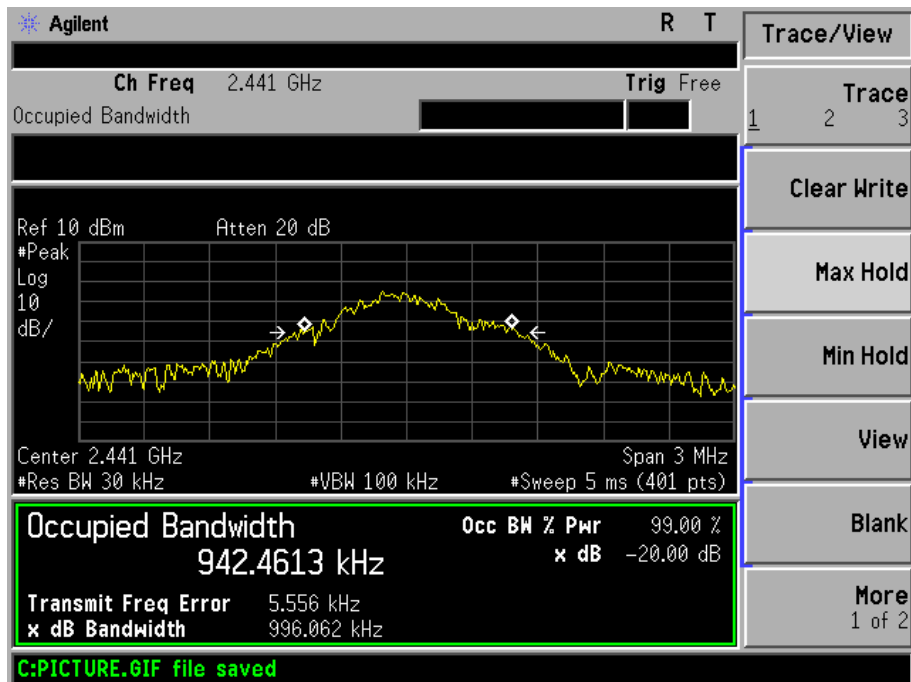 Agilent R T
Ch Freq 2.441 GHz Trig Free
Occupied Bandwidth
Ref 10 dBm Atten 20 dB
#Peak
Log
10
dB/
Center 2.441 GHz Span 3 MHz
#Res BW 30 kHz #VBW 100 kHz #Sweep 5 ms (401 pts)
Occupied Bandwidth
942.4613 kHz
Occ BW % Pwr 99.00 %
x dB -20.00 dB
Transmit Freq Error 5.556 kHz
x dB Bandwidth 996.062 kHz
C:PICTURE.GIF file saved
Trace/View
Trace
1 2 3
Clear Write
Max Hold
Min Hold
View
Blank
More
1 of 2